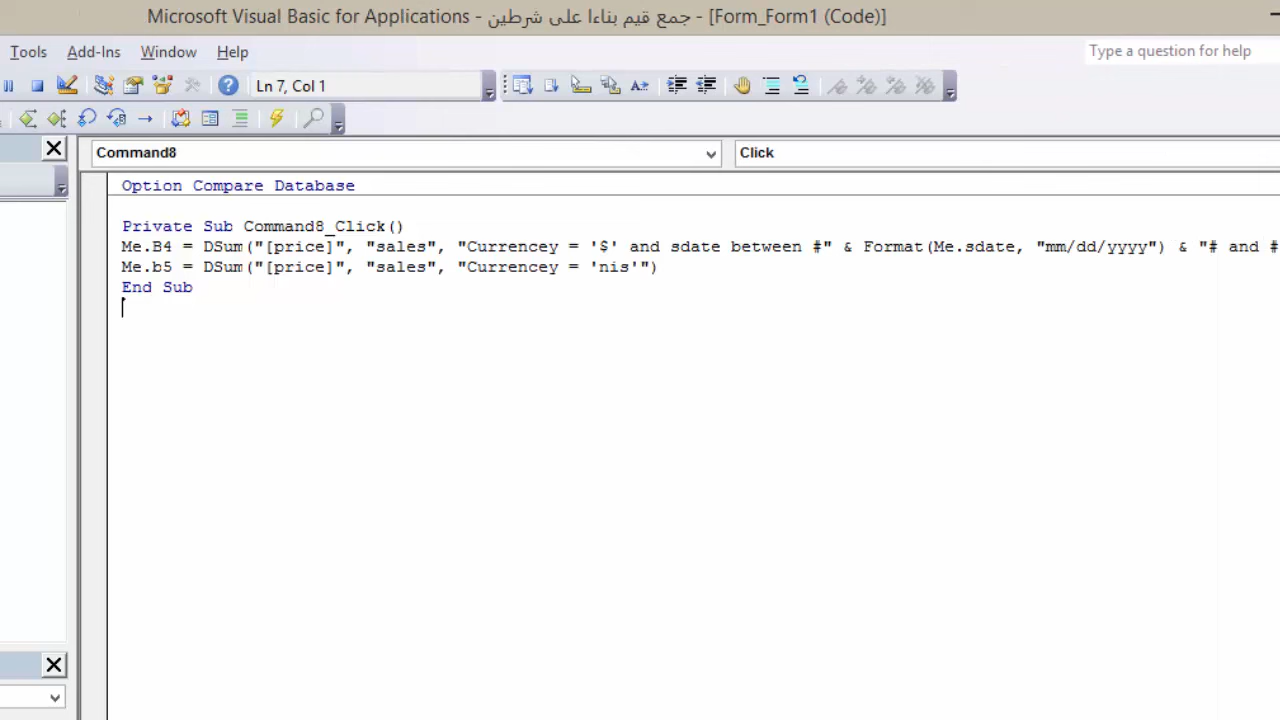 Microsoft Visual Basic for Applications - جمع قيم بناءا على شرطين - [Form_Form1 (Code)]
Tools Add-Ins Window Help Type a question for help
Ln 7, Col 1
Command8 Click
Option Compare Database
Private Sub Command8_Click()
Me.B4 = DSum("[price]", "sales", "Currencey = '$' and sdate between #" & Format(Me.sdate, "mm/dd/yyyy") & "# and #
Me.b5 = DSum("[price]", "sales", "Currencey = 'nis'")
End Sub